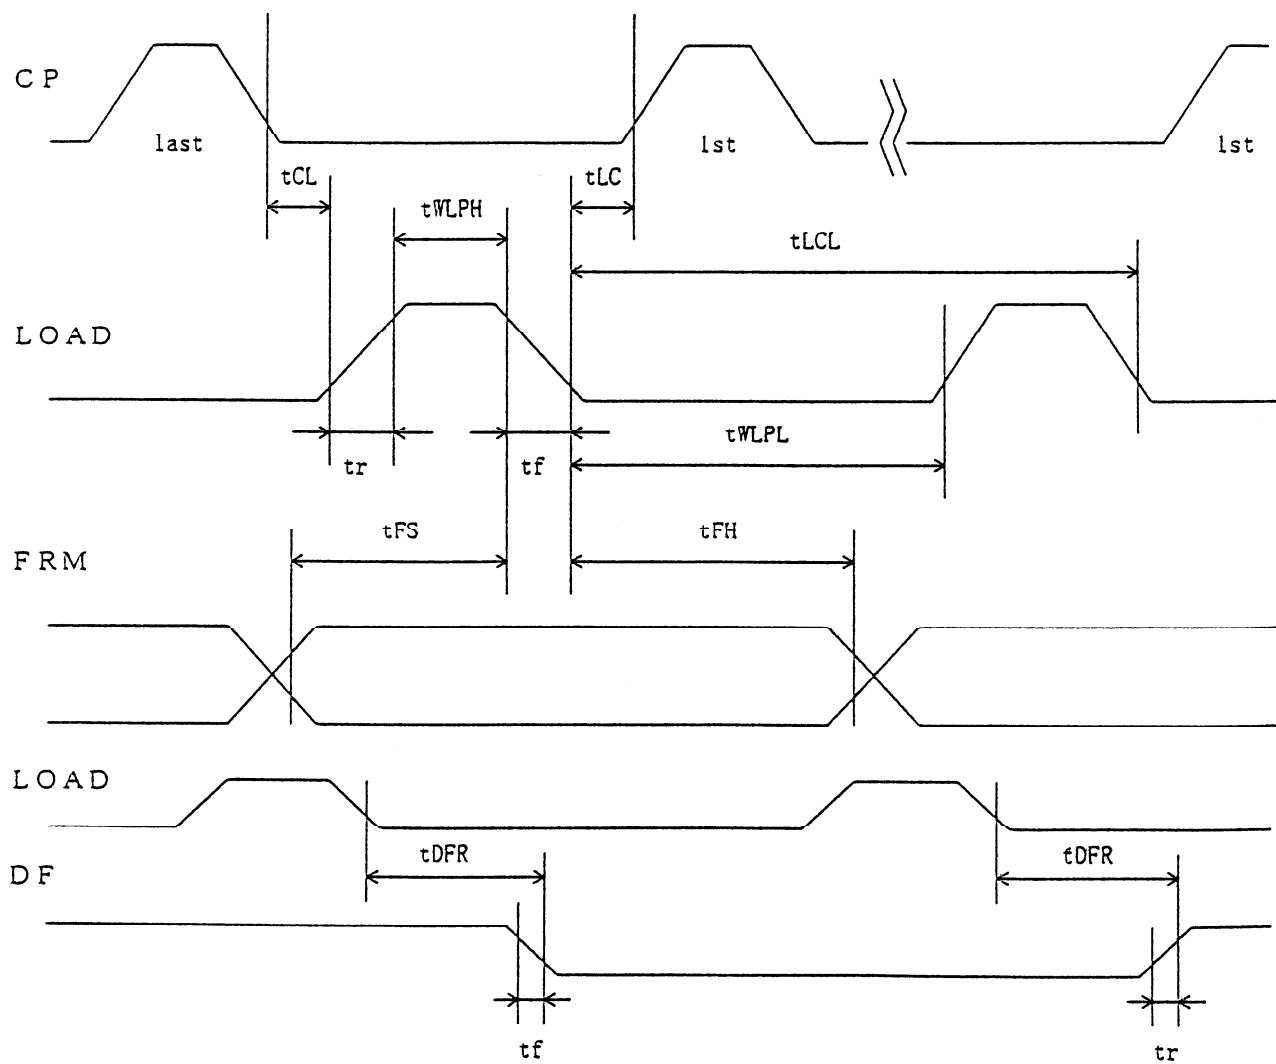 CP
last
1st
1st
tCL
tLC
tWLPH
tLCL
LOAD
tWLPL
tr
tf
tFS
tFH
FRM
LOAD
tDFR
tDFR
DF
tf
tr